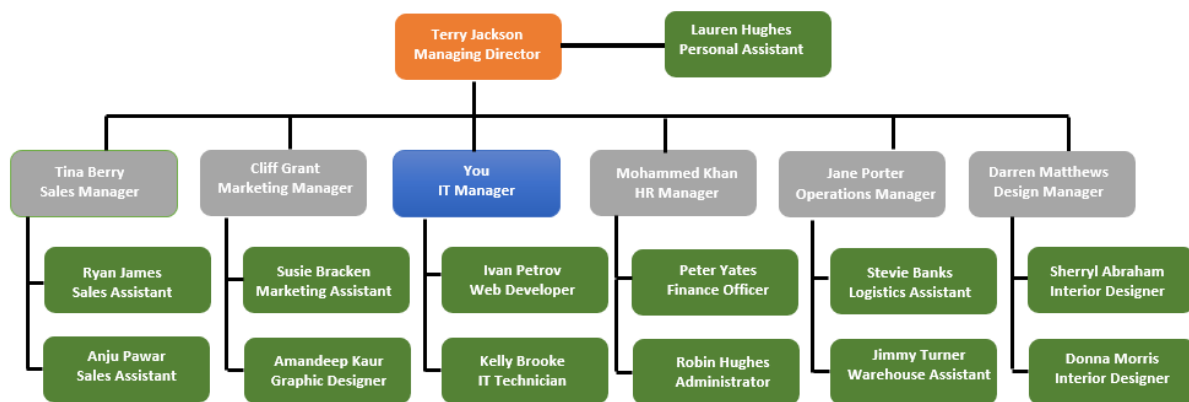 Terry Jackson
Managing Director
Lauren Hughes
Personal Assistant
Tina Berry
Sales Manager
Cliff Grant
Marketing Manager
You
IT Manager
Mohammed Khan
HR Manager
Jane Porter
Operations Manager
Darren Matthews
Design Manager
Ryan James
Sales Assistant
Susie Bracken
Marketing Assistant
Ivan Petrov
Web Developer
Peter Yates
Finance Officer
Stevie Banks
Logistics Assistant
Sherryl Abraham
Interior Designer
Anju Pawar
Sales Assistant
Amandeep Kaur
Graphic Designer
Kelly Brooke
IT Technician
Robin Hughes
Administrator
Jimmy Turner
Warehouse Assistant
Donna Morris
Interior Designer